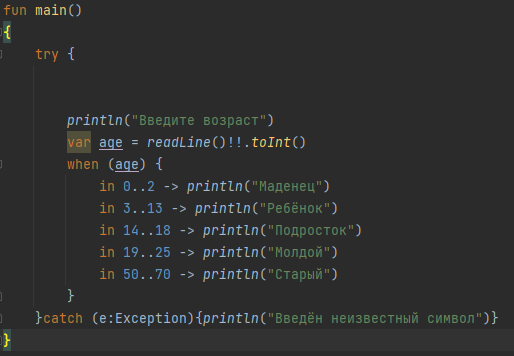 fun main()
{
try {
println("Введите возраст")
var age = readLine()!!.toInt()
when (age) {
in 0..2 -> println("Маденец")
in 3..13 -> println("Ребёнок")
in 14..18 -> println("Подросток")
in 19..25 -> println("Молдой")
in 50..70 -> println("Старый")
}
}catch (e:Exception){println("Введён неизвестный символ")}
}